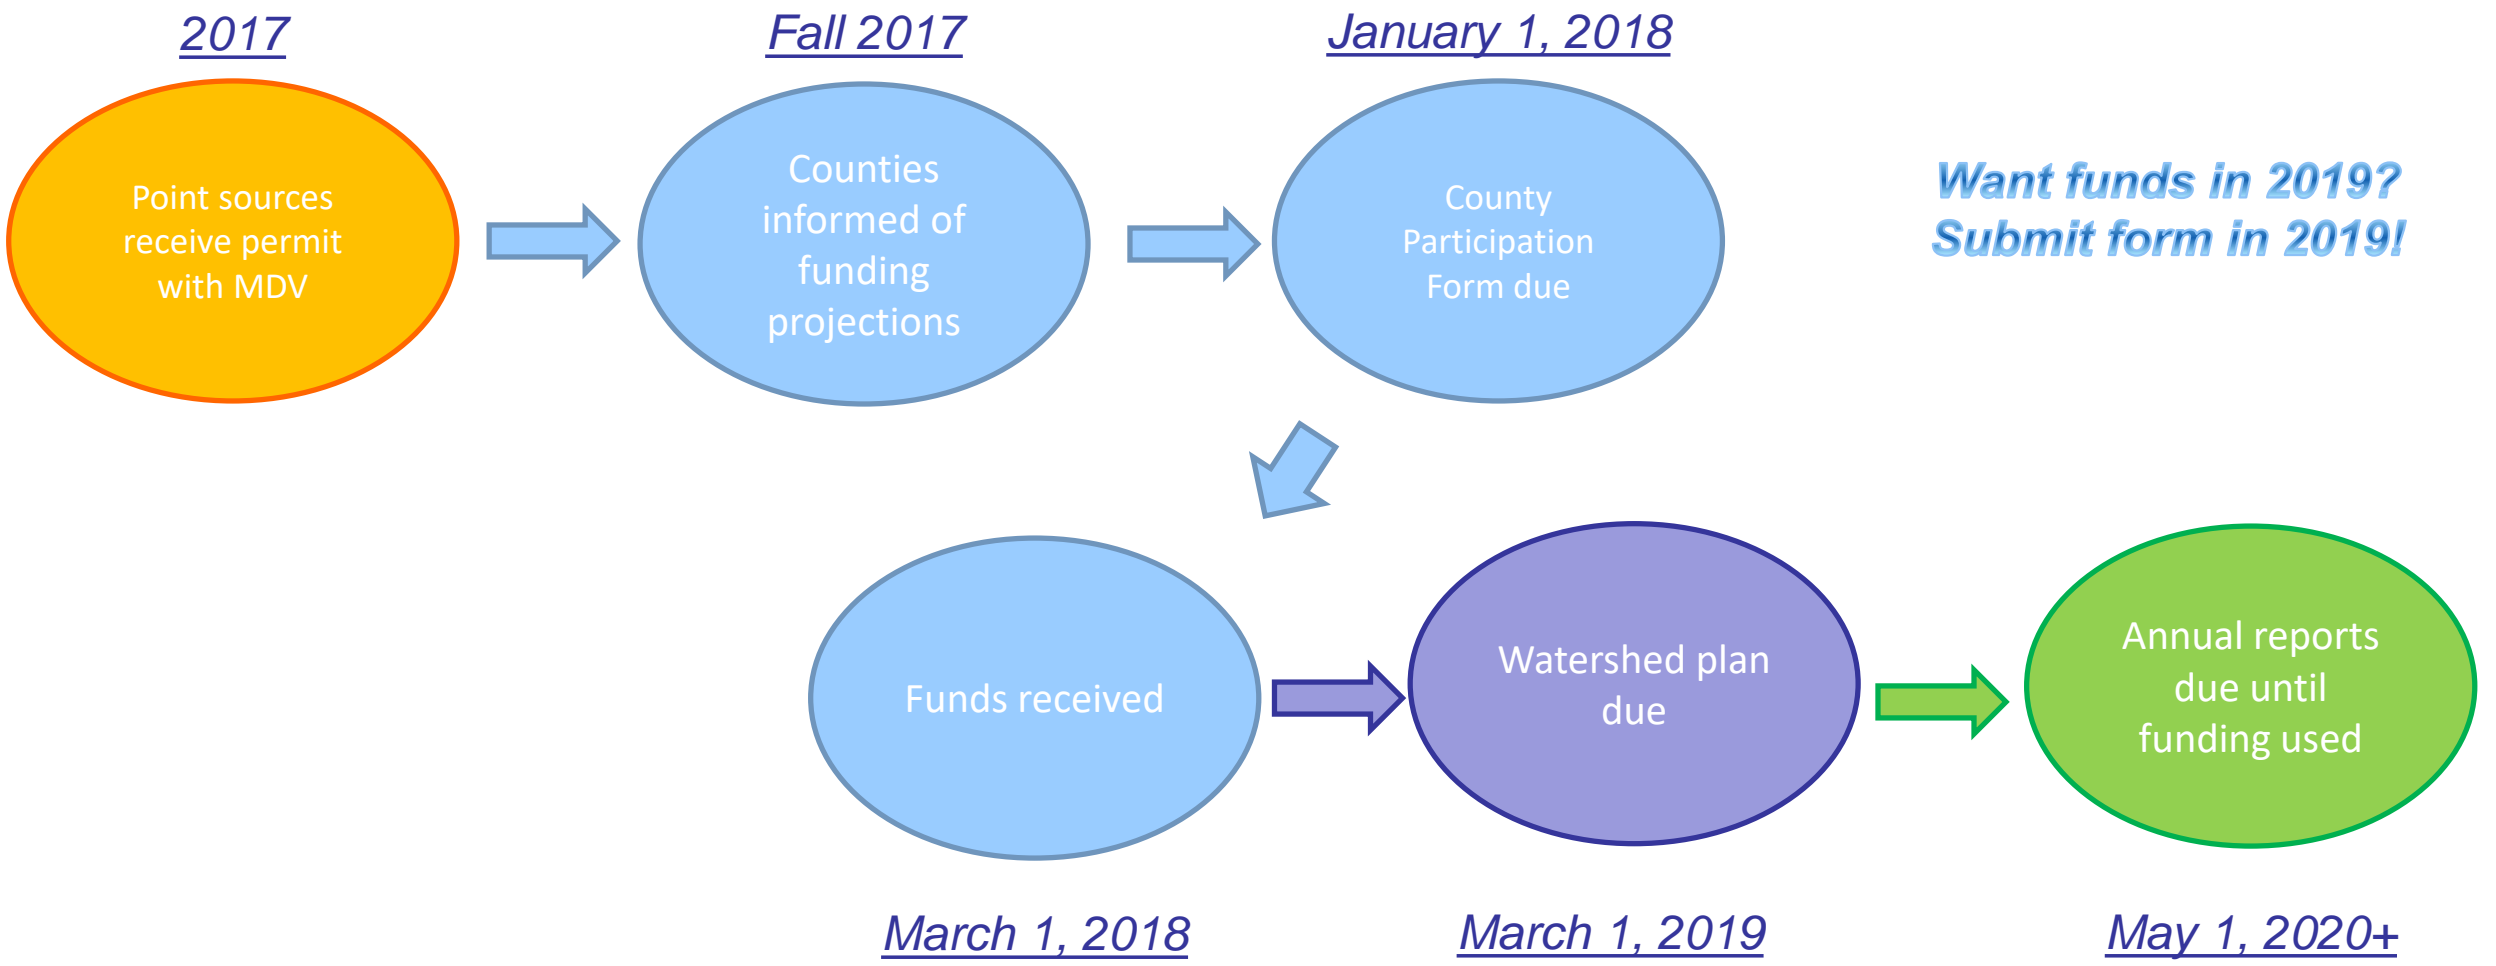 2017
Fall 2017
January 1, 2018
Point sources
receive permit
with MDV
Counties
informed of
funding
projections
County
Participation
Form due
Want funds in 2019?
Submit form in 2019!
Funds received
Watershed plan
due
Annual reports
due until
funding used
March 1, 2018
March 1, 2019
May 1, 2020+